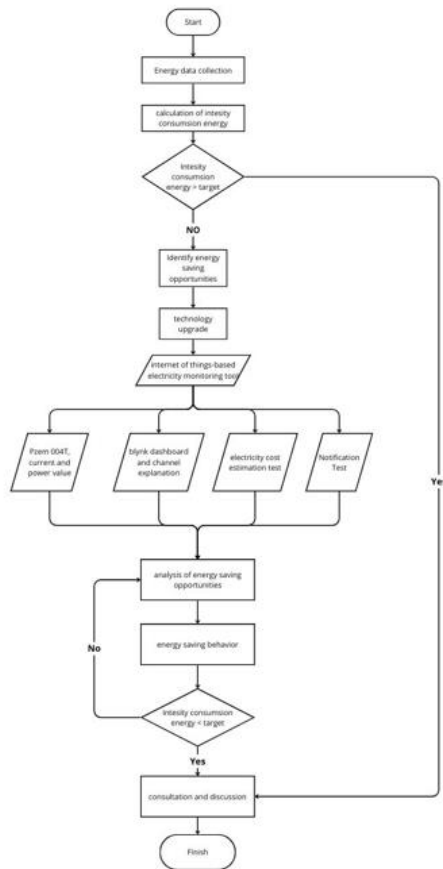 Start
Energy data collection
calculation of intesity
consumsion energy
Intesity
consumsion
energy > target
Yes
NO
Identify energy
saving
opportunities
technology
upgrade
internet of things-based
electricity monitoring tool
Pzem 004T,
current and
power value
blynk dashboard
and channel
explanation
electricity cost
estimation test
Notification
Test
analysis of energy saving
opportunities
energy saving behavior
No
Intesity consumsion
energy < target
Yes
consultation and discussion
Finish